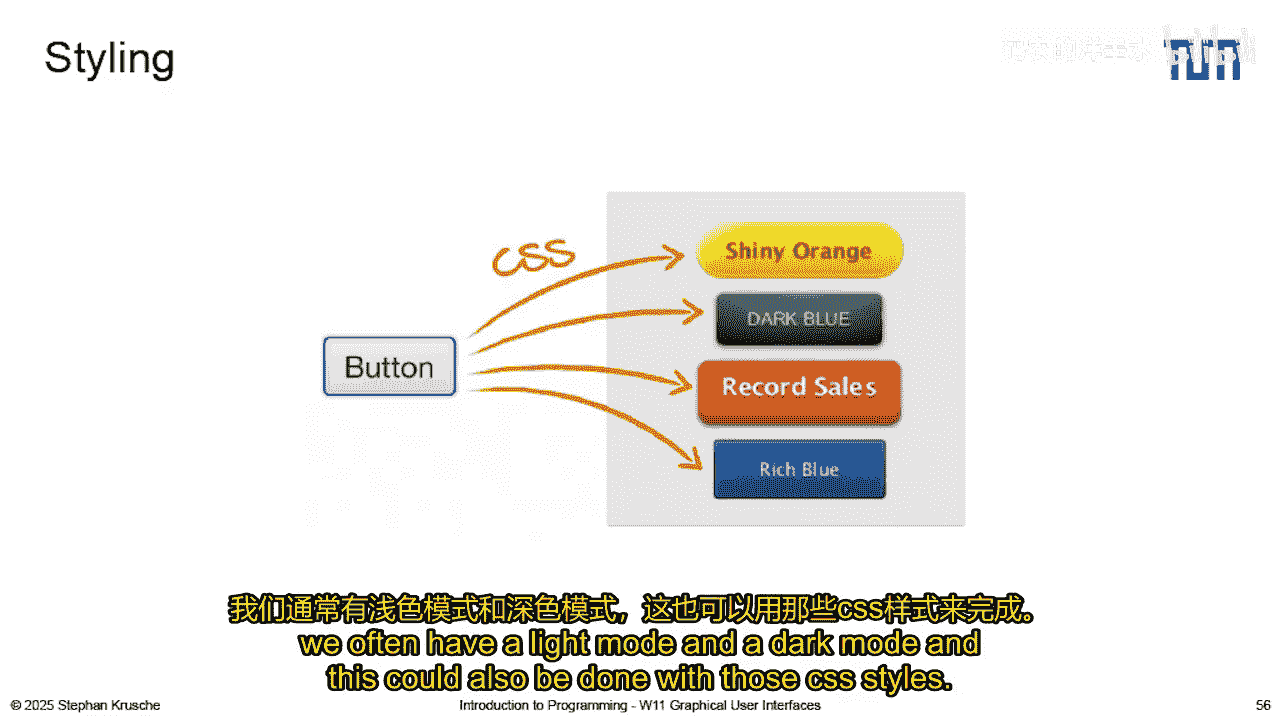 Styling
TUM
CSS
Shiny Orange
DARK BLUE
Button
Record Sales
Rich Blue
我们通常有浅色模式和深色模式，这也可以用那些css样式来完成。
we often have a light mode and a dark mode and
this could also be done with those css styles.
© 2025 Stephan Krusche
Introduction to Programming - W11 Graphical User Interfaces
56